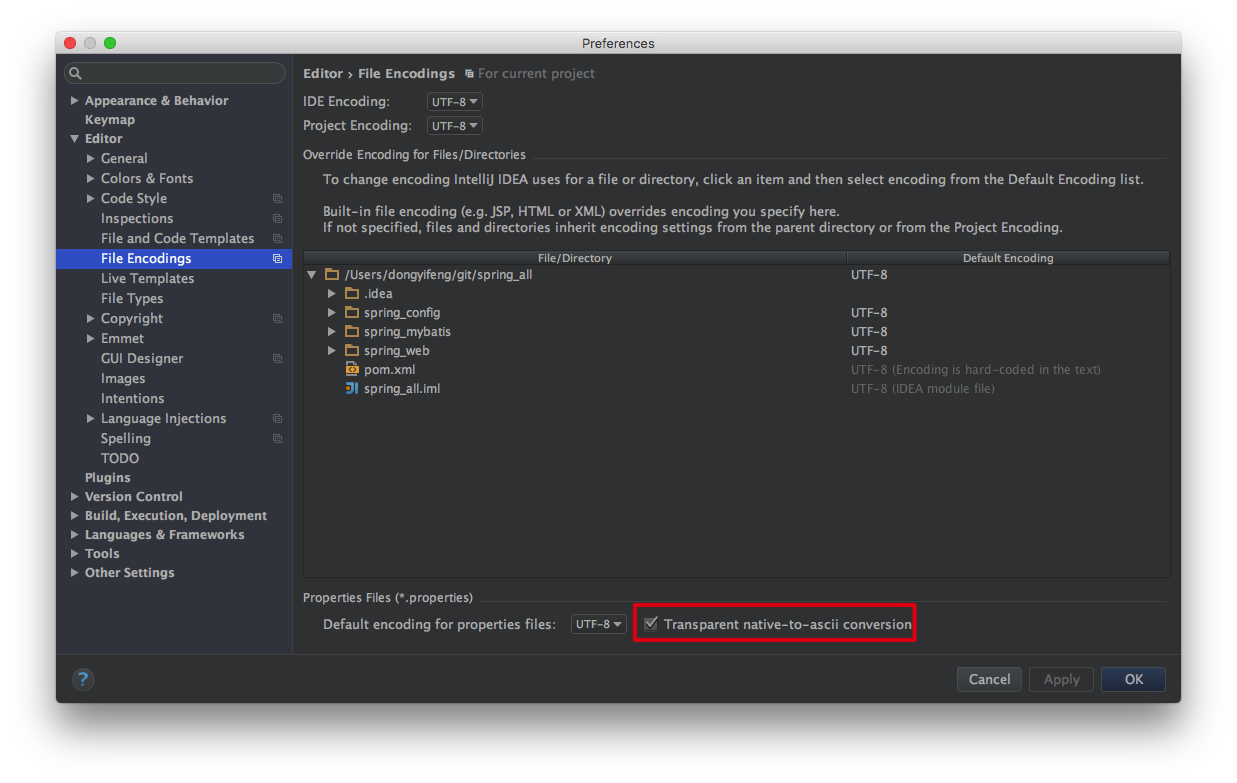 Preferences
Appearance & Behavior
Keymap
Editor
General
Colors & Fonts
Code Style
Inspections
File and Code Templates
File Encodings
Live Templates
File Types
Copyright
Emmet
GUI Designer
Images
Intentions
Language Injections
Spelling
TODO
Plugins
Version Control
Build, Execution, Deployment
Languages & Frameworks
Tools
Other Settings
?
Editor › File Encodings For current project
IDE Encoding: UTF-8
Project Encoding: UTF-8
Override Encoding for Files/Directories
To change encoding IntelliJ IDEA uses for a file or directory, click an item and then select encoding from the Default Encoding list.
Built-in file encoding (e.g. JSP, HTML or XML) overrides encoding you specify here.
If not specified, files and directories inherit encoding settings from the parent directory or from the Project Encoding.
File/Directory Default Encoding
/Users/dongyifeng/git/spring_all UTF-8
.idea
spring_config UTF-8
spring_mybatis UTF-8
spring_web UTF-8
pom.xml UTF-8 (Encoding is hard-coded in the text)
spring_all.iml UTF-8 (IDEA module file)
Properties Files (*.properties)
Default encoding for properties files: UTF-8 Transparent native-to-ascii conversion
Cancel Apply OK